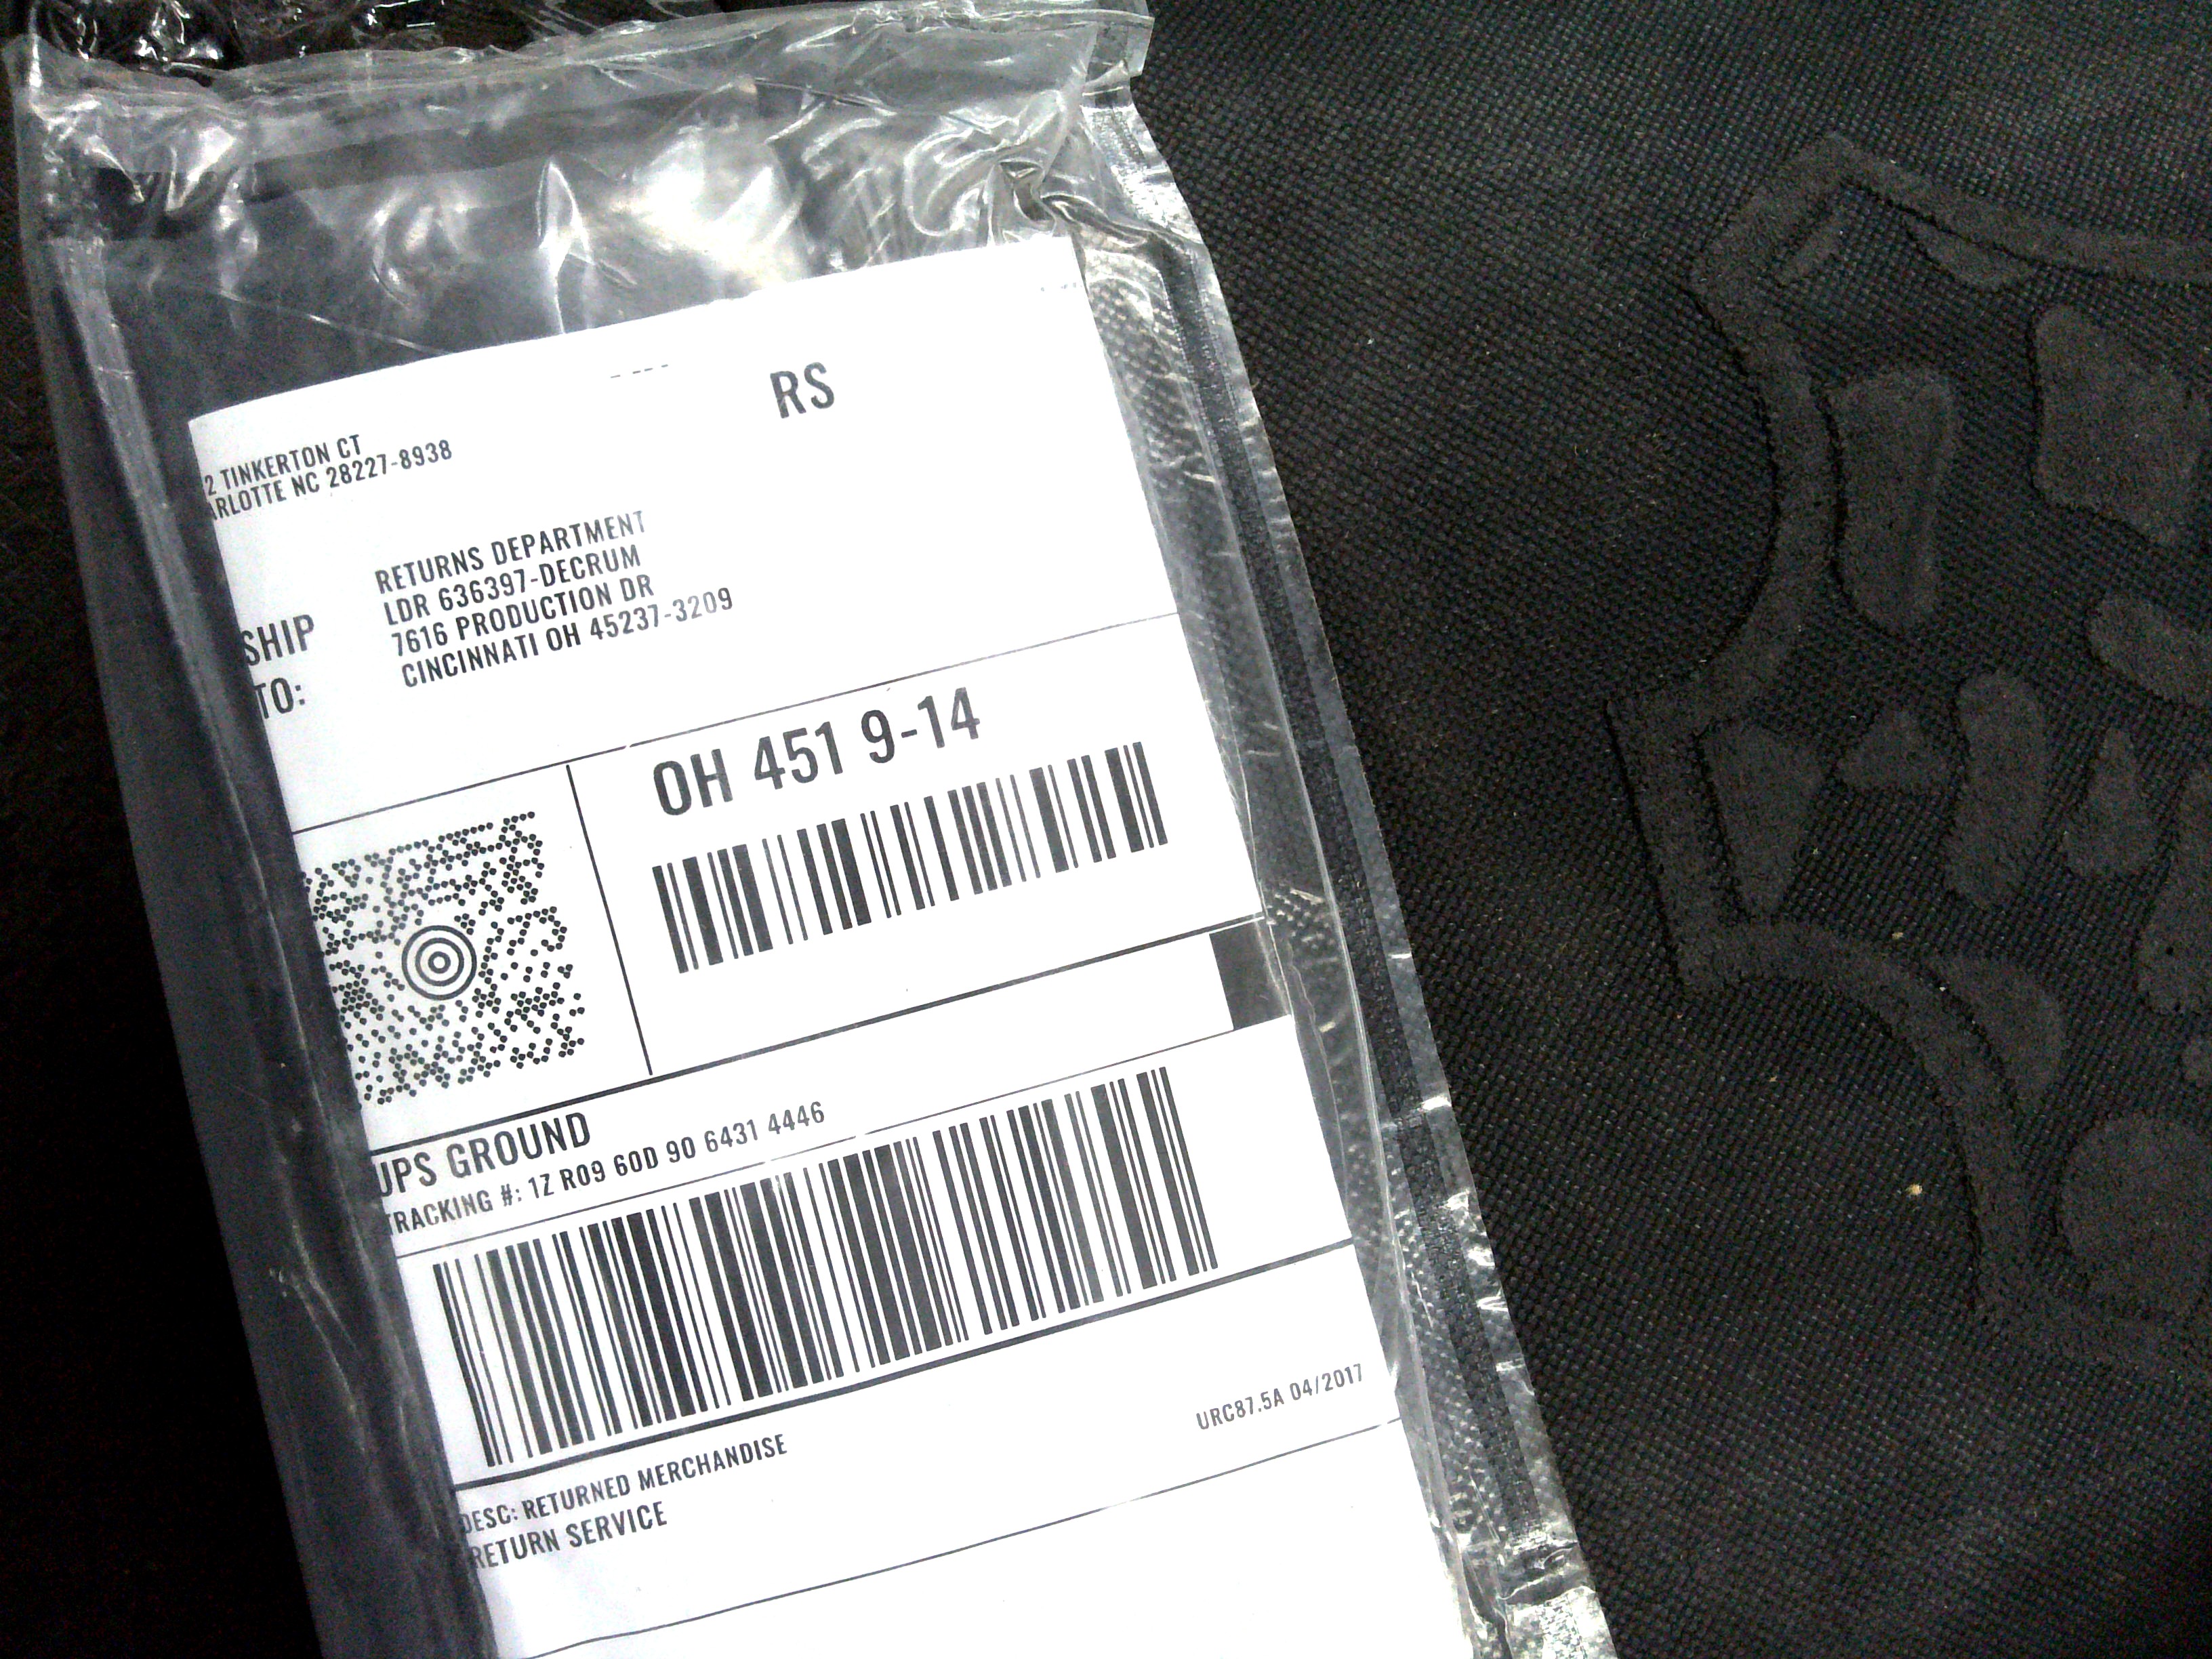 RS
2 TINKERTON CT
ARLOTTE NC 28227-8938
RETURNS DEPARTMENT
LDR 636397-DECRUM
7616 PRODUCTION DR
CINCINNATI OH 45237-3209
SHIP
TO:
OH 451 9-14
UPS GROUND
TRACKING #: 1Z R09 60D 90 6431 4446
DESC: RETURNED MERCHANDISE
RETURN SERVICE
URC87.5A 04/2017